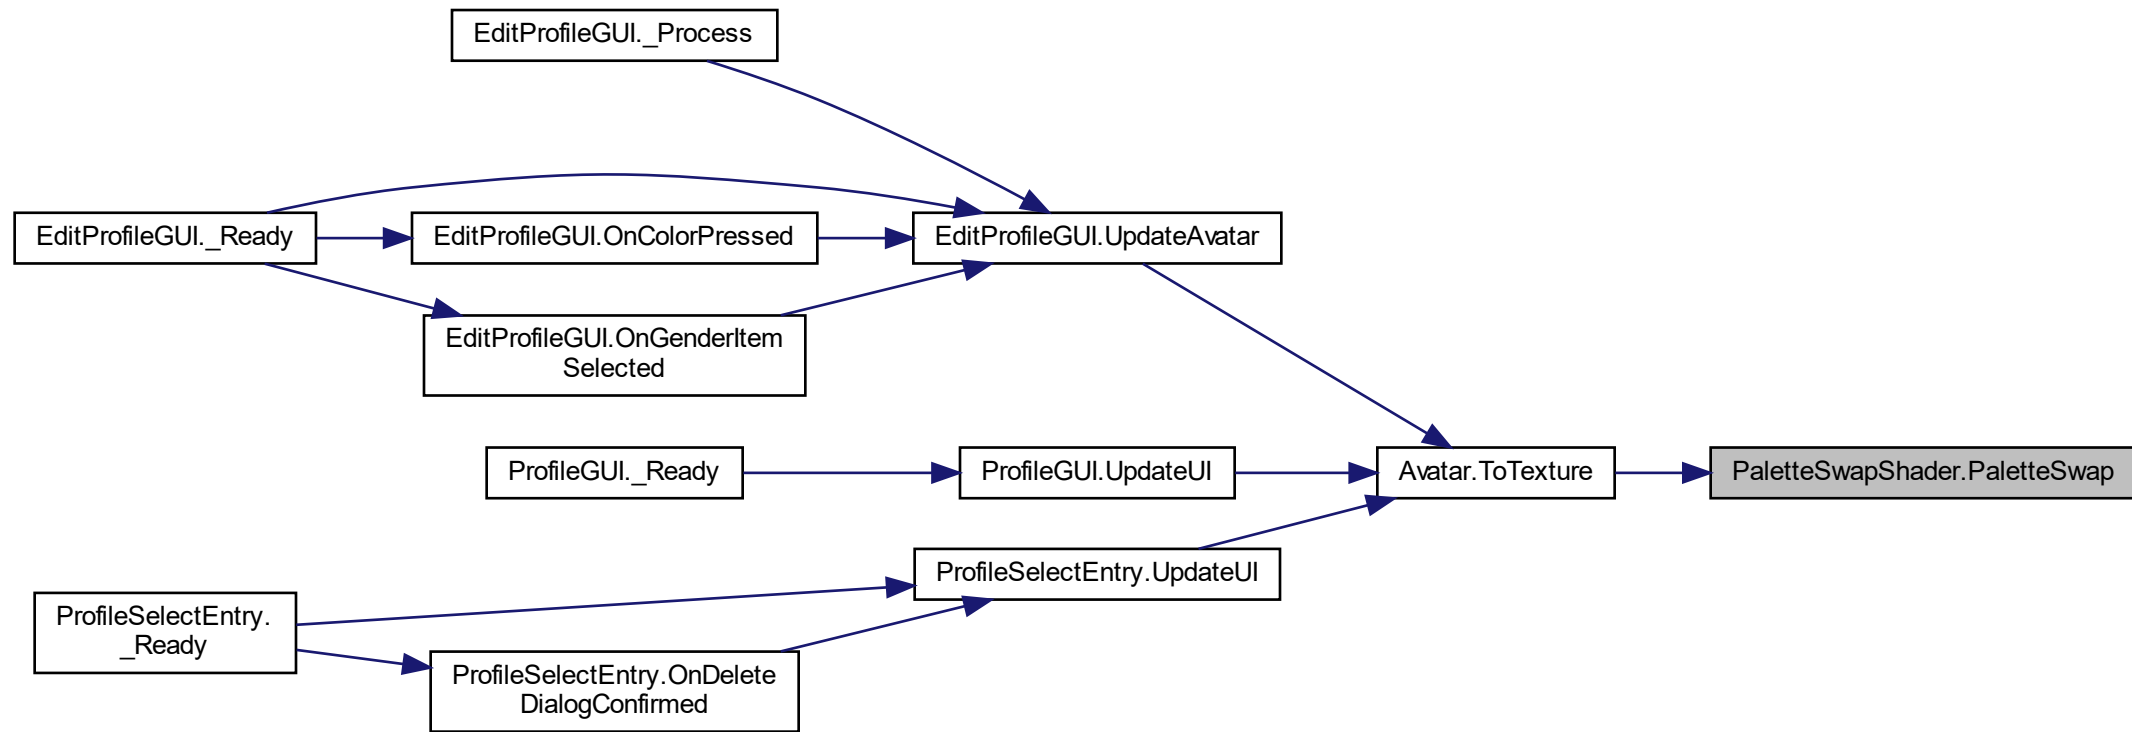 EditProfileGUI._Process
EditProfileGUI._Ready
EditProfileGUI.OnColorPressed
EditProfileGUI.UpdateAvatar
EditProfileGUI.OnGenderItem
Selected
ProfileGUI._Ready
ProfileGUI.UpdateUI
Avatar.ToTexture
PaletteSwapShader.PaletteSwap
ProfileSelectEntry.UpdateUI
ProfileSelectEntry.
_Ready
ProfileSelectEntry.OnDelete
DialogConfirmed